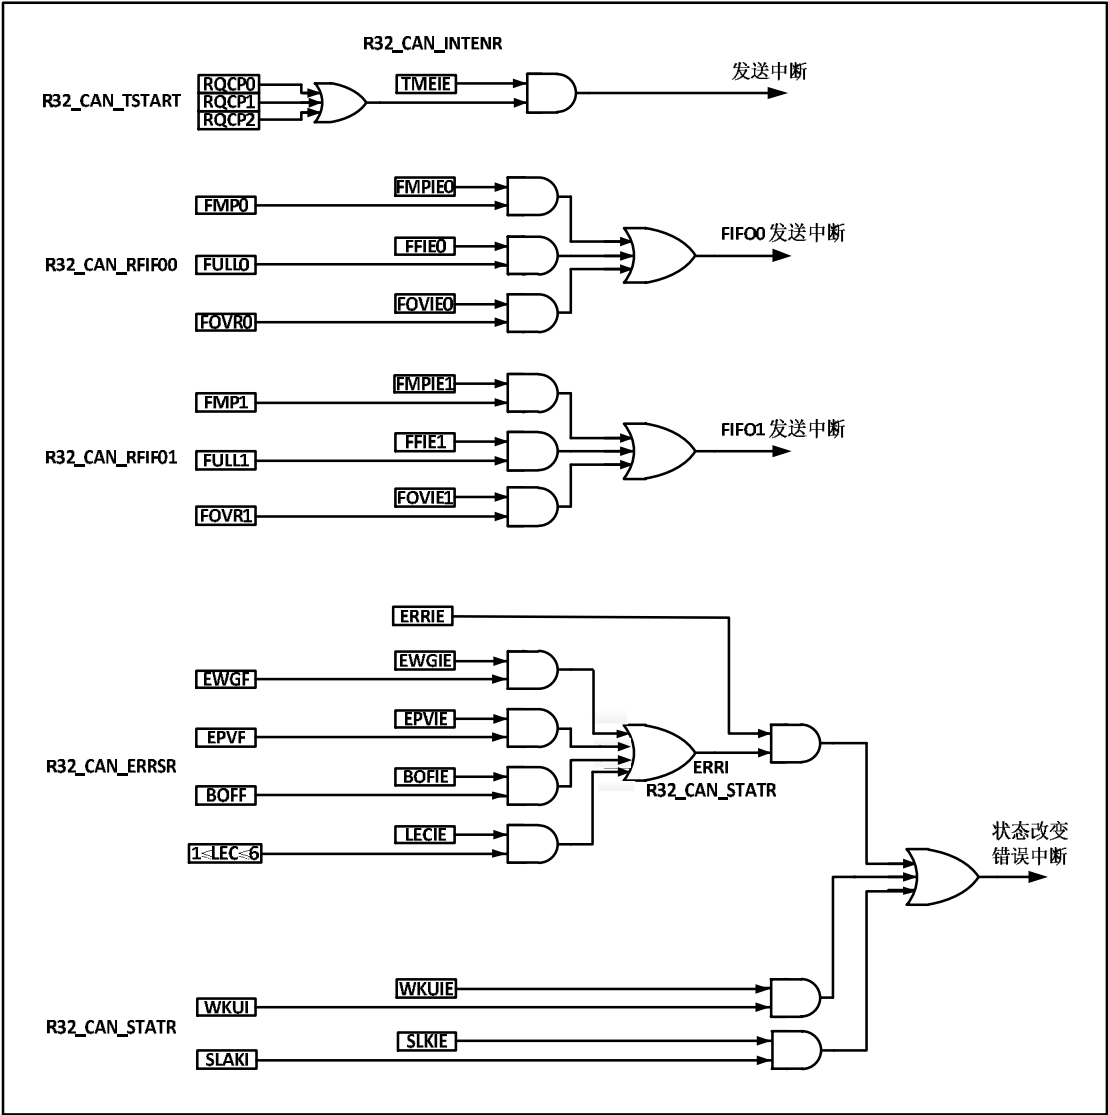 R32_CAN_INTENR
R32_CAN_TSTART
RQCP0
RQCP1
RQCP2
TMEIE
发送中断
FMPIE0
FMP0
R32_CAN_RFIFO0
FFIE0
FULL0
FOVIE0
FOVR0
FIFO0 发送中断
FMPIE1
FMP1
R32_CAN_RFIFO1
FFIE1
FULL1
FOVIE1
FOVR1
FIFO1 发送中断
ERRIE
EWGIE
EWGF
EPVIE
EPVF
R32_CAN_ERRSR
BOFIE
BOFF
LECIE
1≤LEC≤6
ERRI
R32_CAN_STATR
状态改变
错误中断
WKUIE
WKUI
R32_CAN_STATR
SLKIE
SLAKI